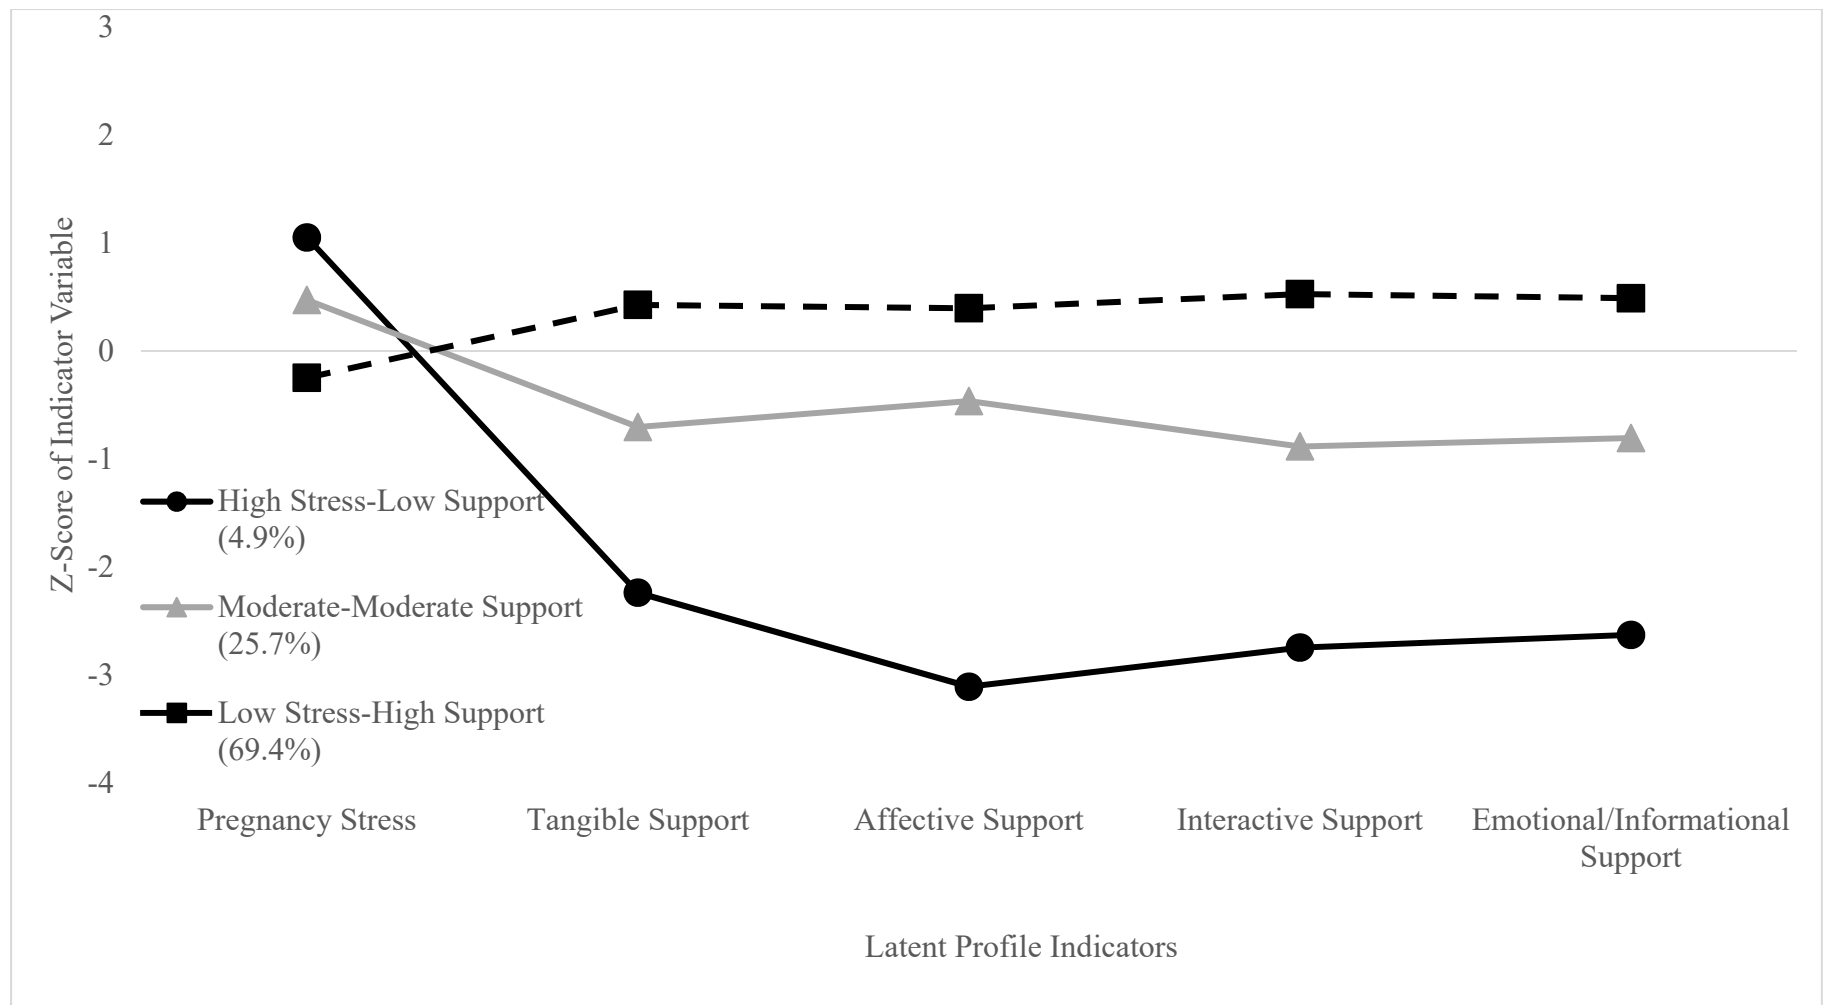 3
2
1
0
-1
-2
-3
-4
Z-Score of Indicator Variable
High Stress-Low Support
(4.9%)
Moderate-Moderate Support
(25.7%)
Low Stress-High Support
(69.4%)
Pregnancy Stress
Tangible Support
Affective Support
Interactive Support
Emotional/Informational
Support
Latent Profile Indicators